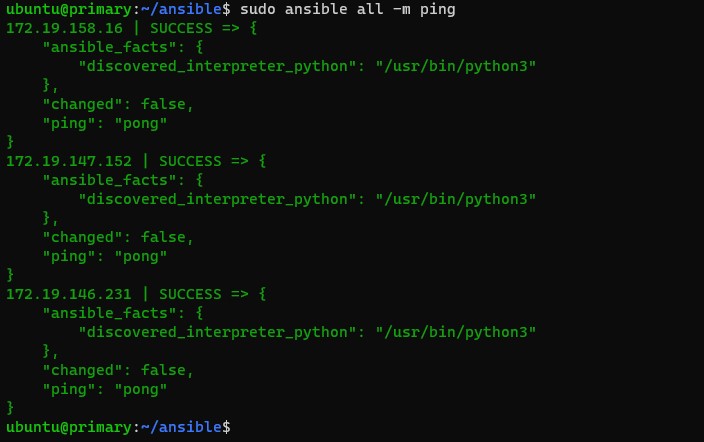 ubuntu@primary:~/ansible$ sudo ansible all -m ping
172.19.158.16 | SUCCESS => {
    "ansible_facts": {
        "discovered_interpreter_python": "/usr/bin/python3"
    },
    "changed": false,
    "ping": "pong"
}
172.19.147.152 | SUCCESS => {
    "ansible_facts": {
        "discovered_interpreter_python": "/usr/bin/python3"
    },
    "changed": false,
    "ping": "pong"
}
172.19.146.231 | SUCCESS => {
    "ansible_facts": {
        "discovered_interpreter_python": "/usr/bin/python3"
    },
    "changed": false,
    "ping": "pong"
}
ubuntu@primary:~/ansible$